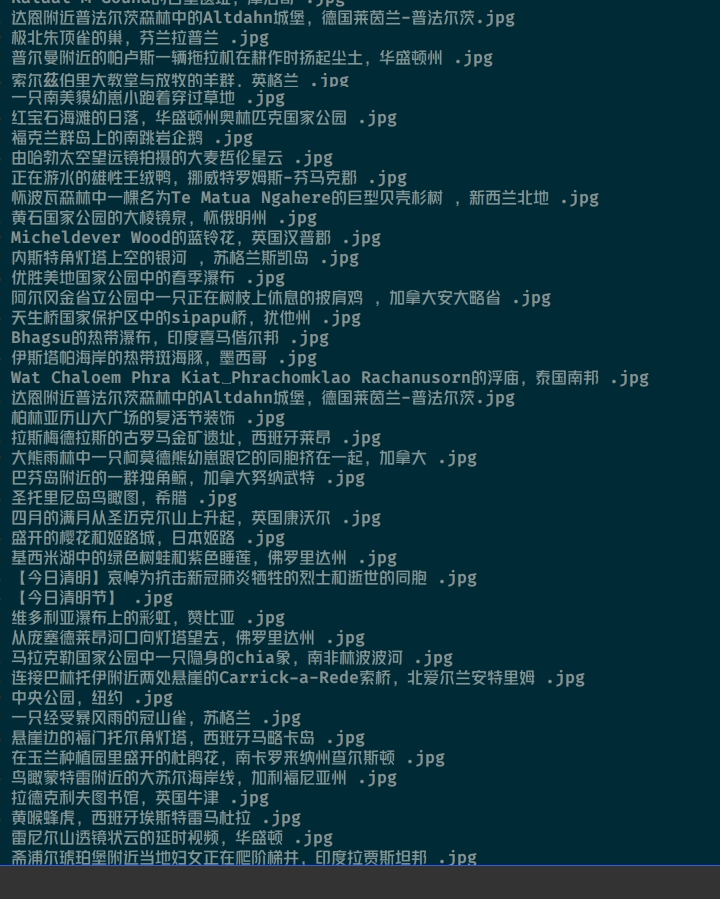 达恩附近普法尔茨森林中的Altdahn城堡，德国莱茵兰-普法尔茨.jpg
极北朱顶雀的巢，芬兰拉普兰 .jpg
普尔曼附近的帕卢斯一辆拖拉机在耕作时扬起尘土，华盛顿州 .jpg
索尔兹伯里大教堂与放牧的羊群，英格兰 .jpg
一只南美貘幼崽小跑着穿过草地 .jpg
红宝石海滩的日落，华盛顿州奥林匹克国家公园 .jpg
福克兰群岛上的南跳岩企鹅 .jpg
由哈勃太空望远镜拍摄的大麦哲伦星云 .jpg
正在游水的雄性王绒鸭，挪威特罗姆斯-芬马克郡 .jpg
怀波瓦森林中一棵名为Te Matua Ngahere的巨型贝壳杉树 ，新西兰北地 .jpg
黄石国家公园的大棱镜泉，怀俄明州 .jpg
Micheldever Wood的蓝铃花，英国汉普郡 .jpg
内斯特角灯塔上空的银河 ，苏格兰斯凯岛 .jpg
优胜美地国家公园中的春季瀑布 .jpg
阿尔冈金省立公园中一只正在树枝上休息的披肩鸡 ，加拿大安大略省 .jpg
天生桥国家保护区中的sipapu桥，犹他州 .jpg
Bhagsu的热带瀑布，印度喜马偕尔邦 .jpg
伊斯塔帕海岸的热带斑海豚，墨西哥 .jpg
Wat Chaloem Phra Kiat_Phrachomklao Rachanusorn的浮庙，泰国南邦 .jpg
达恩附近普法尔茨森林中的Altdahn城堡，德国莱茵兰-普法尔茨.jpg
柏林亚历山大广场的复活节装饰 .jpg
拉斯梅德拉斯的古罗马金矿遗址，西班牙莱昂 .jpg
大熊雨林中一只柯莫德熊幼崽跟它的同胞挤在一起，加拿大 .jpg
巴芬岛附近的一群独角鲸，加拿大努纳武特 .jpg
圣托里尼岛鸟瞰图，希腊 .jpg
四月的满月从圣迈克尔山上升起，英国康沃尔 .jpg
盛开的樱花和姬路城，日本姬路 .jpg
基西米湖中的绿色树蛙和紫色睡莲，佛罗里达州 .jpg
【今日清明】哀悼为抗击新冠肺炎牺牲的烈士和逝世的同胞 .jpg
【今日清明节】 .jpg
维多利亚瀑布上的彩虹，赞比亚 .jpg
从庞塞德莱昂河口向灯塔望去，佛罗里达州 .jpg
马拉克勒国家公园中一只隐身的chia象，南非林波波河 .jpg
连接巴林托伊附近两处悬崖的Carrick-a-Rede索桥，北爱尔兰安特里姆 .jpg
中央公园，纽约 .jpg
一只经受暴风雨的冠山雀，苏格兰 .jpg
悬崖边的福门托尔角灯塔，西班牙马略卡岛 .jpg
在玉兰种植园里盛开的杜鹃花，南卡罗来纳州查尔斯顿 .jpg
鸟瞰蒙特雷附近的大苏尔海岸线，加利福尼亚州 .jpg
拉德克利夫图书馆，英国牛津 .jpg
黄喉蜂虎，西班牙埃斯特雷马杜拉 .jpg
雷尼尔山透镜状云的延时视频，华盛顿 .jpg
斋浦尔琥珀堡附近当地妇女正在爬阶梯井，印度拉贾斯坦邦 .jpg